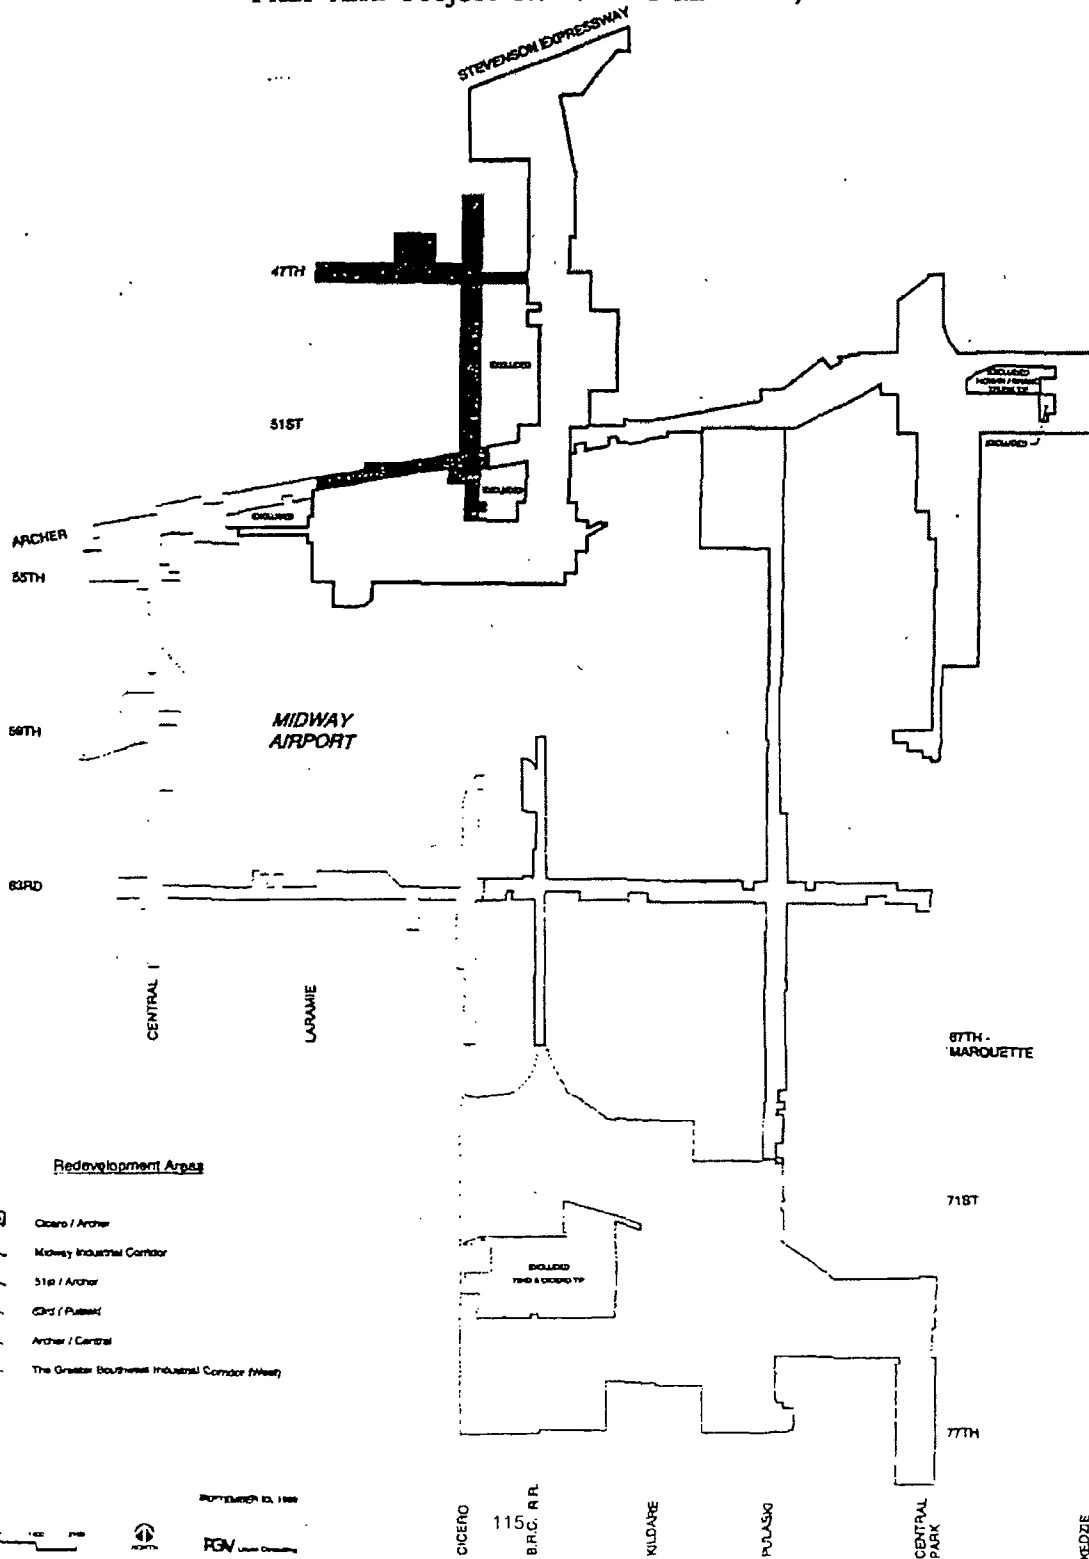 STEVENSON EXPRESSWAY
47TH
EXCLUDED
EXCLUDED
51ST
EXCLUDED
EXCLUDED
EXCLUDED
ARCHER
55TH
MIDWAY
AIRPORT
59TH
63RD
CENTRAL
LARAMIE
67TH -
MARQUETTE
Redevelopment Areas
71ST
Cicero / Archer
Midway Industrial Corridor
51st / Archer
EXCLUDED
63rd / Pulaski
Archer / Central
The Greater Southwest Industrial Corridor (West)
77TH
NORTH
CICERO
115
B.R.C. R.R.
KILDARE
PULASKI
CENTRAL
PARK
KEDZIE